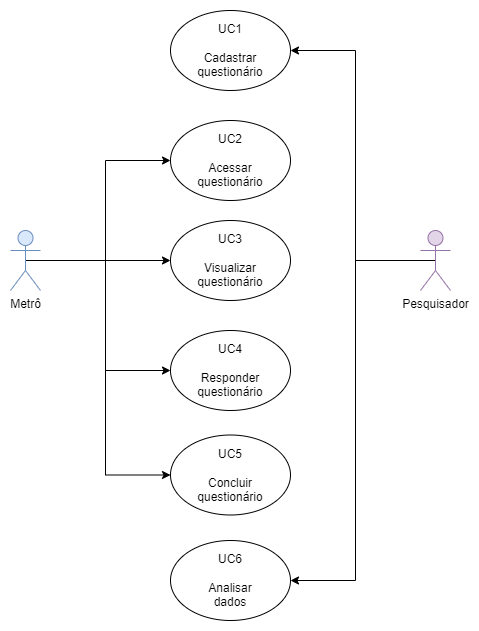 UC1
Cadastrar
questionário
UC2
Acessar
questionário
UC3
Visualizar
questionário
Metrô
Pesquisador
UC4
Responder
questionário
UC5
Concluir
questionário
UC6
Analisar
dados